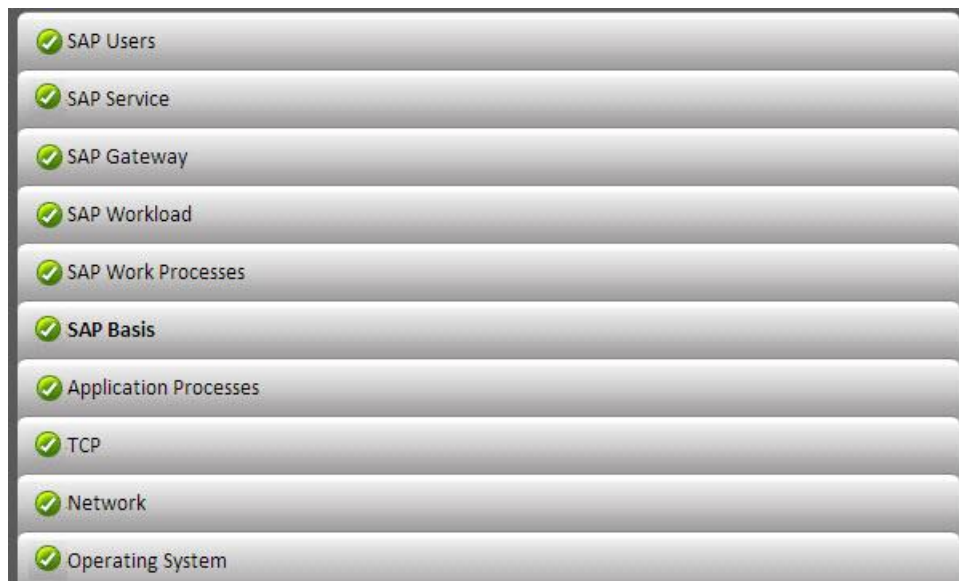 SAP Users
SAP Service
SAP Gateway
SAP Workload
SAP Work Processes
SAP Basis
Application Processes
TCP
Network
Operating System